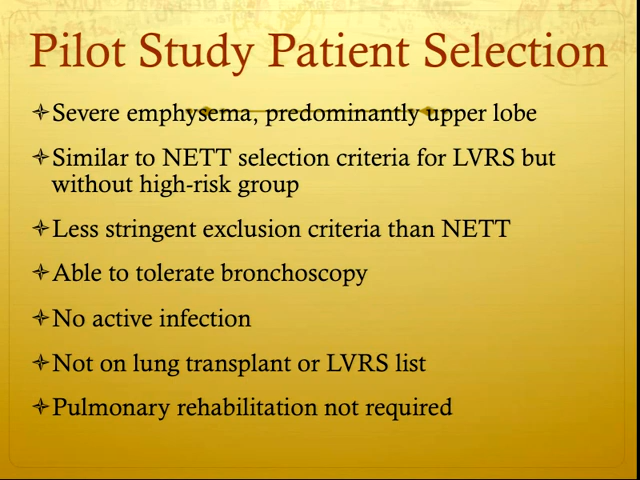 Pilot Study Patient Selection
Severe emphysema, predominantly upper lobe
Similar to NETT selection criteria for LVRS but
without high-risk group
Less stringent exclusion criteria than NETT
Able to tolerate bronchoscopy
No active infection
Not on lung transplant or LVRS list
Pulmonary rehabilitation not required